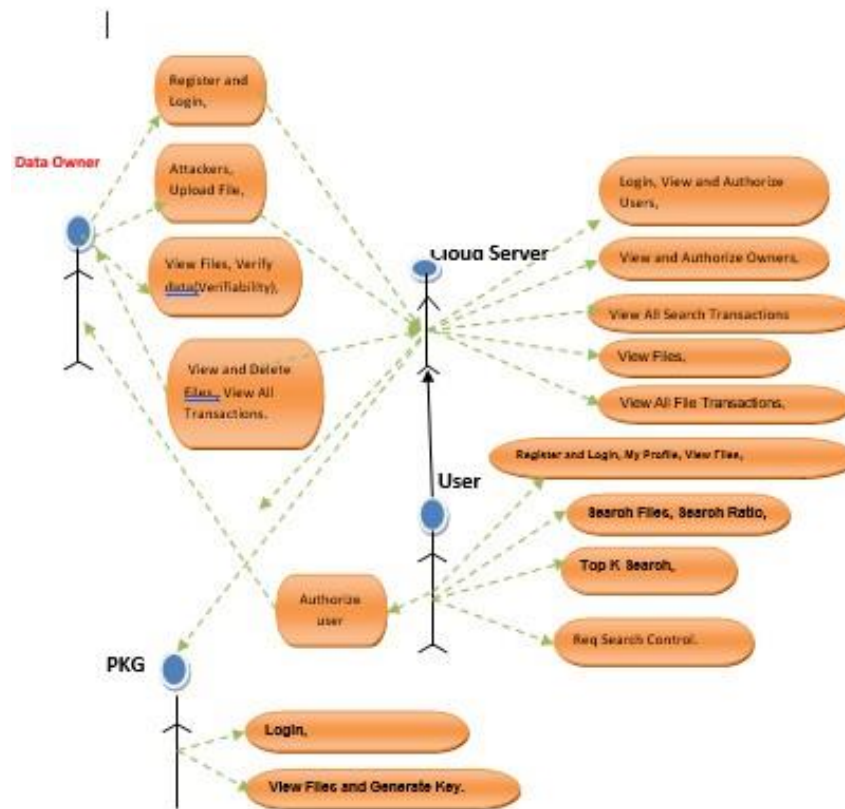 Register and
Login,
Data Owner
Attackers,
Upload File,
View Files, Verify
data(Verifiability),
View and Delete
Files, View All
Transactions.
Cloud Server
Login, View and Authorize
Users,
View and Authorize Owners,
View All Search Transactions
View Files,
View All File Transactions,
Register and Login, My Profile, View Files,
User
Search Files, Search Ratio,
Top K Search,
Req Search Control.
Authorize
user
PKG
Login,
View Files and Generate Key.